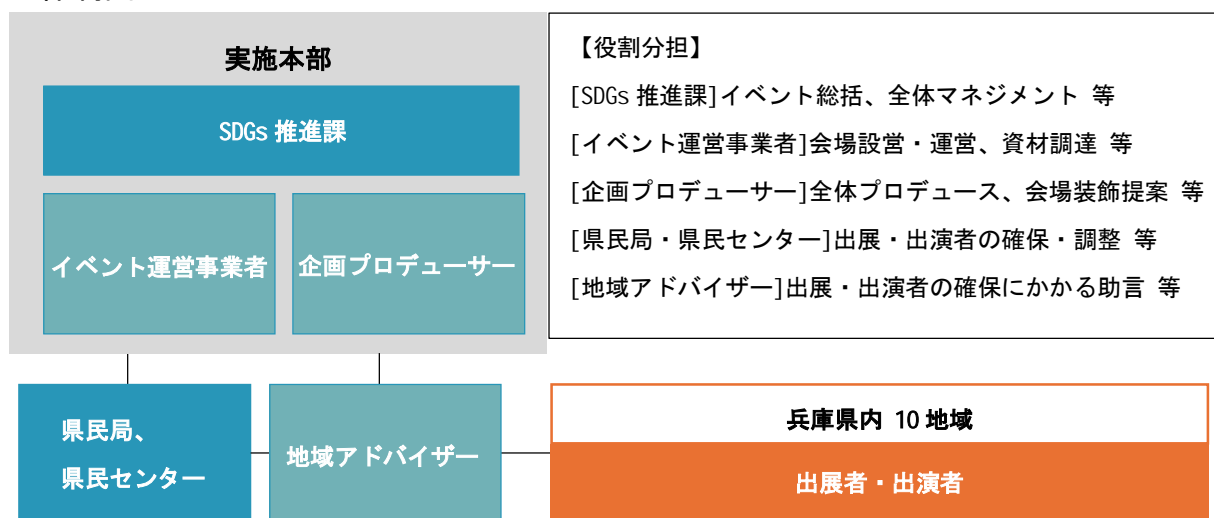 実施本部
SDGs 推進課
イベント運営事業者
企画プロデューサー
【役割分担】
[SDGs 推進課]イベント総括、全体マネジメント 等
[イベント運営事業者]会場設営・運営、資材調達 等
[企画プロデューサー]全体プロデュース、会場装飾提案 等
[県民局・県民センター]出展・出演者の確保・調整 等
[地域アドバイザー]出展・出演者の確保にかかる助言 等
県民局、
県民センター
地域アドバイザー
兵庫県内 10 地域
出展者・出演者